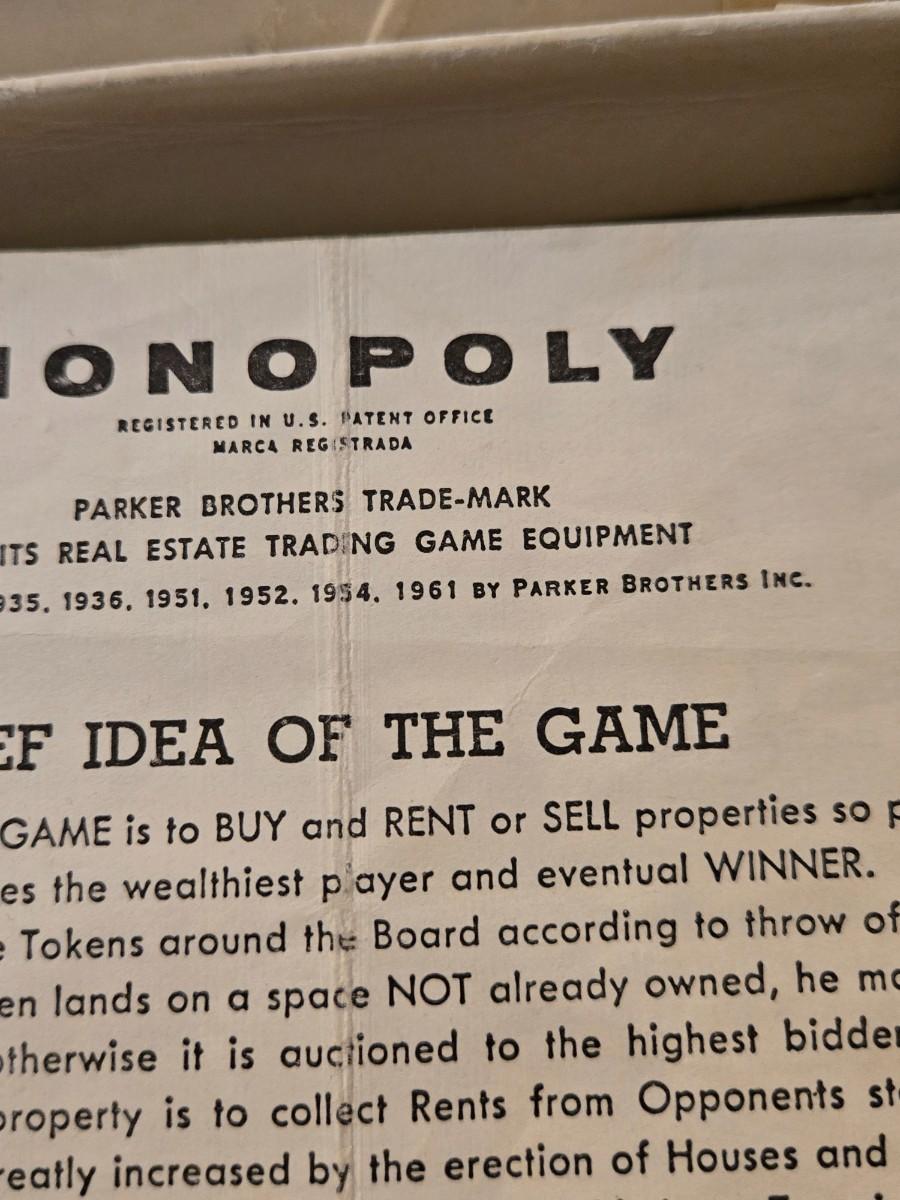 ONOPOLY
REGISTERED IN U.S. PATENT OFFICE
MARCA REGISTRADA
PARKER BROTHERS TRADE-MARK
ITS REAL ESTATE TRADING GAME EQUIPMENT
935, 1936, 1951, 1952, 1954, 1961 BY PARKER BROTHERS INC.
EF IDEA OF THE GAME
GAME is to BUY and RENT or SELL properties so p
es the wealthiest player and eventual WINNER.
e Tokens around the Board according to throw of
en lands on a space NOT already owned, he ma
otherwise it is auctioned to the highest bidder
property is to collect Rents from Opponents st
reatly increased by the erection of Houses and